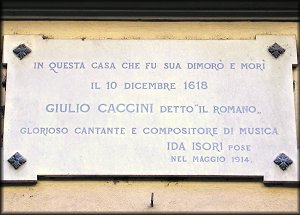 IN QUESTA CASA CHE FU SUA DIMORÒ E MORÌ
IL 10 DICEMBRE 1618
GIULIO CACCINI DETTO "IL ROMANO„
GLORIOSO CANTANTE E COMPOSITORE DI MUSICA
IDA ISORI POSE
NEL MAGGIO 1914.